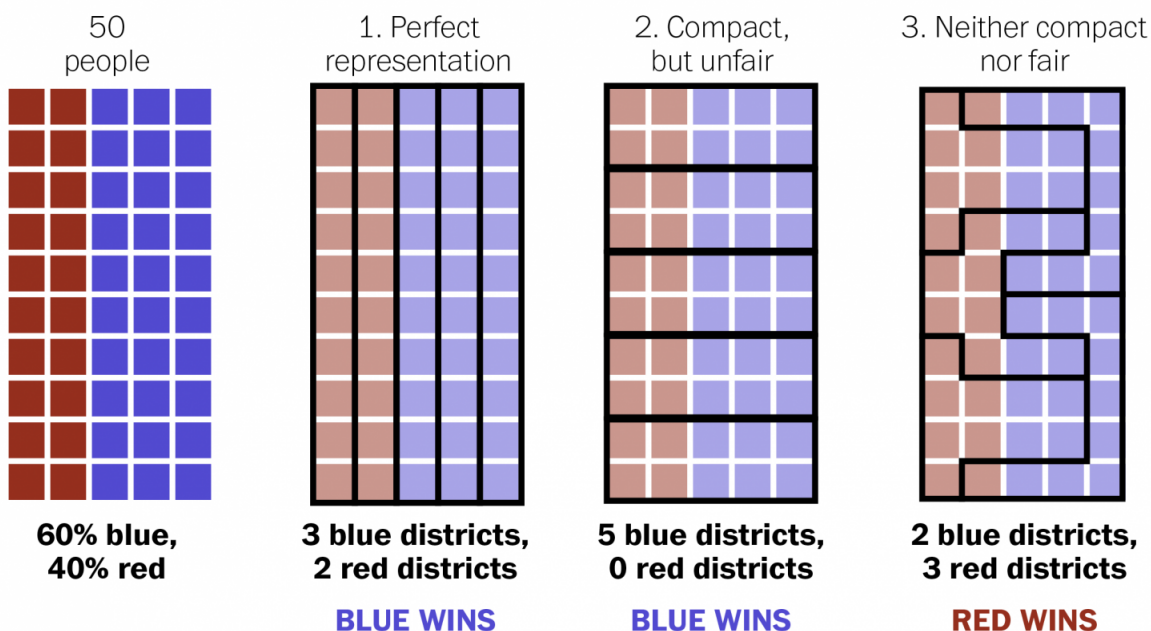 50
people
1. Perfect
representation
2. Compact,
but unfair
3. Neither compact
nor fair
60% blue,
40% red
3 blue districts,
2 red districts
BLUE WINS
5 blue districts,
0 red districts
BLUE WINS
2 blue districts,
3 red districts
RED WINS